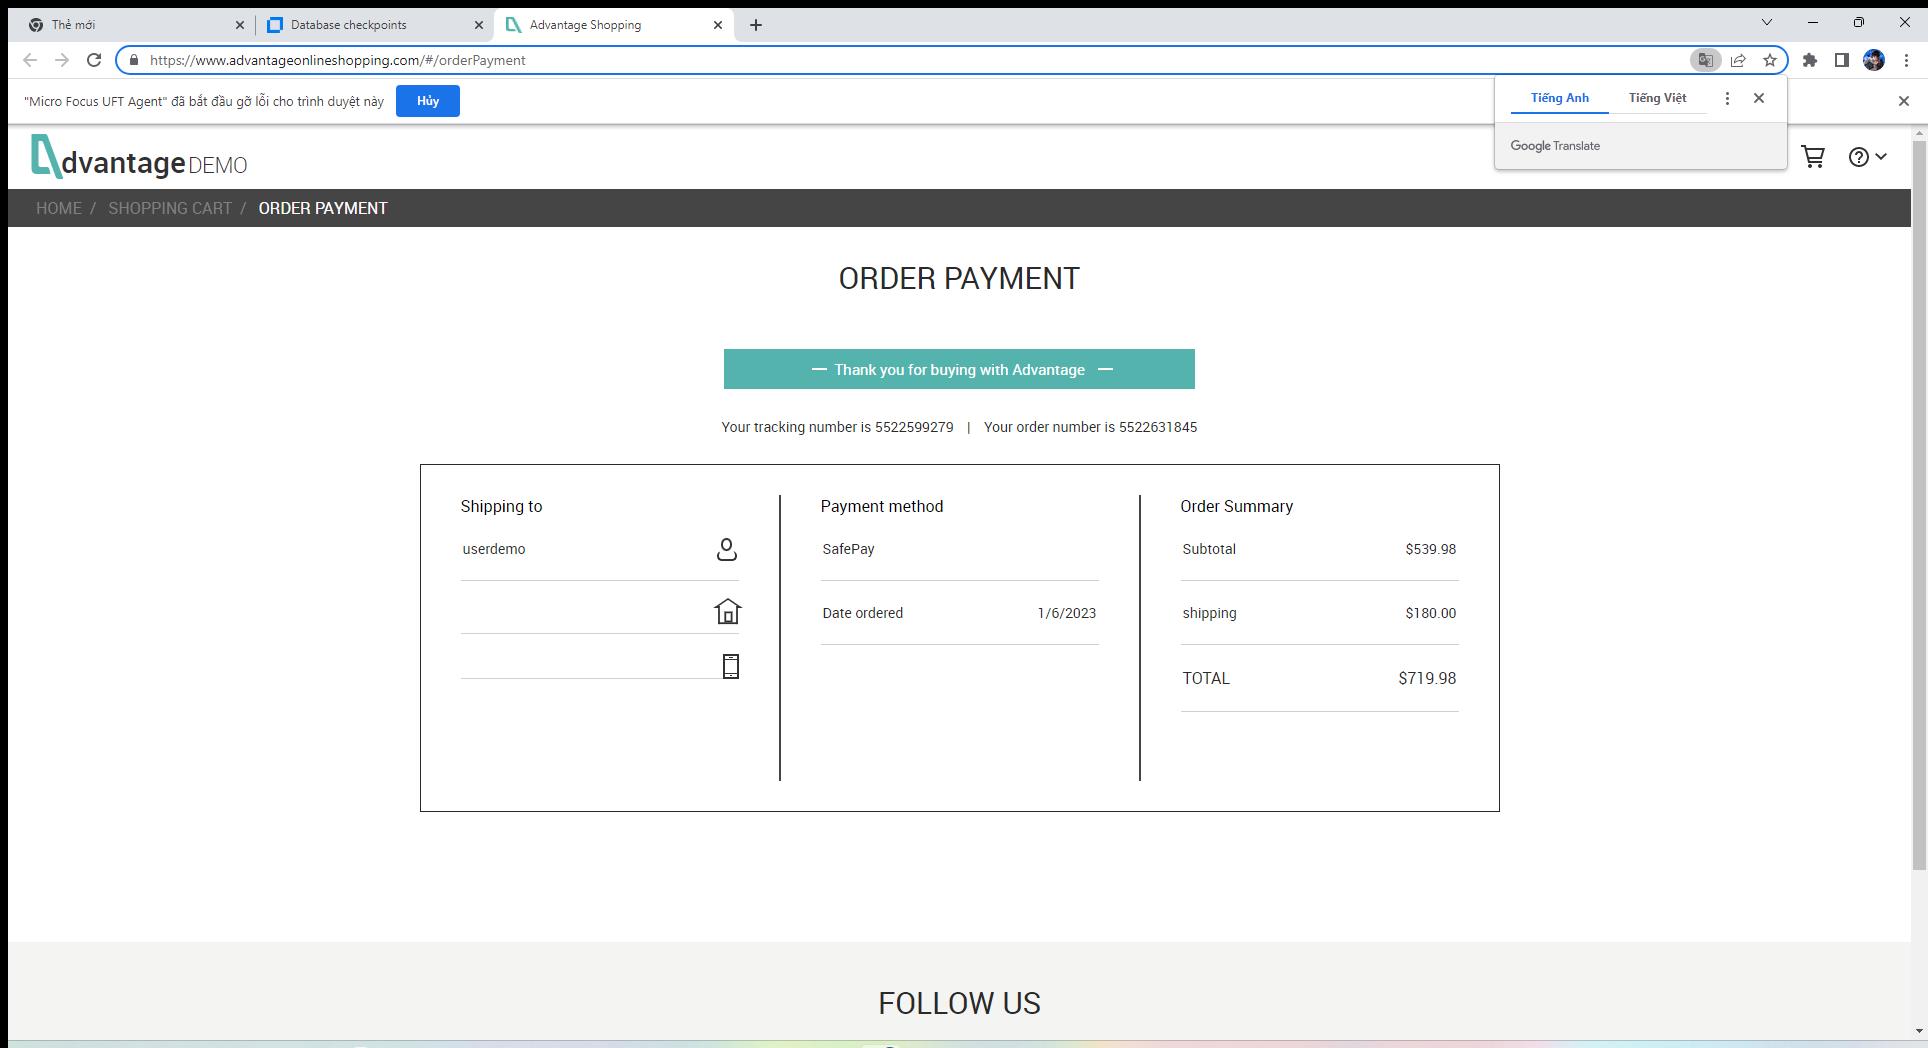 Thẻ mới
Database checkpoints
Advantage Shopping
https://www.advantageonlineshopping.com/#/orderPayment
"Micro Focus UFT Agent" đã bắt đầu gỡ lỗi cho trình duyệt này
Hủy
Tiếng Anh
Tiếng Việt
Google Translate
dvantage DEMO
HOME / SHOPPING CART / ORDER PAYMENT
ORDER PAYMENT
— Thank you for buying with Advantage —
Your tracking number is 5522599279 | Your order number is 5522631845
Shipping to
userdemo
Payment method
SafePay
Date ordered 1/6/2023
Order Summary
Subtotal $539.98
shipping $180.00
TOTAL $719.98
FOLLOW US